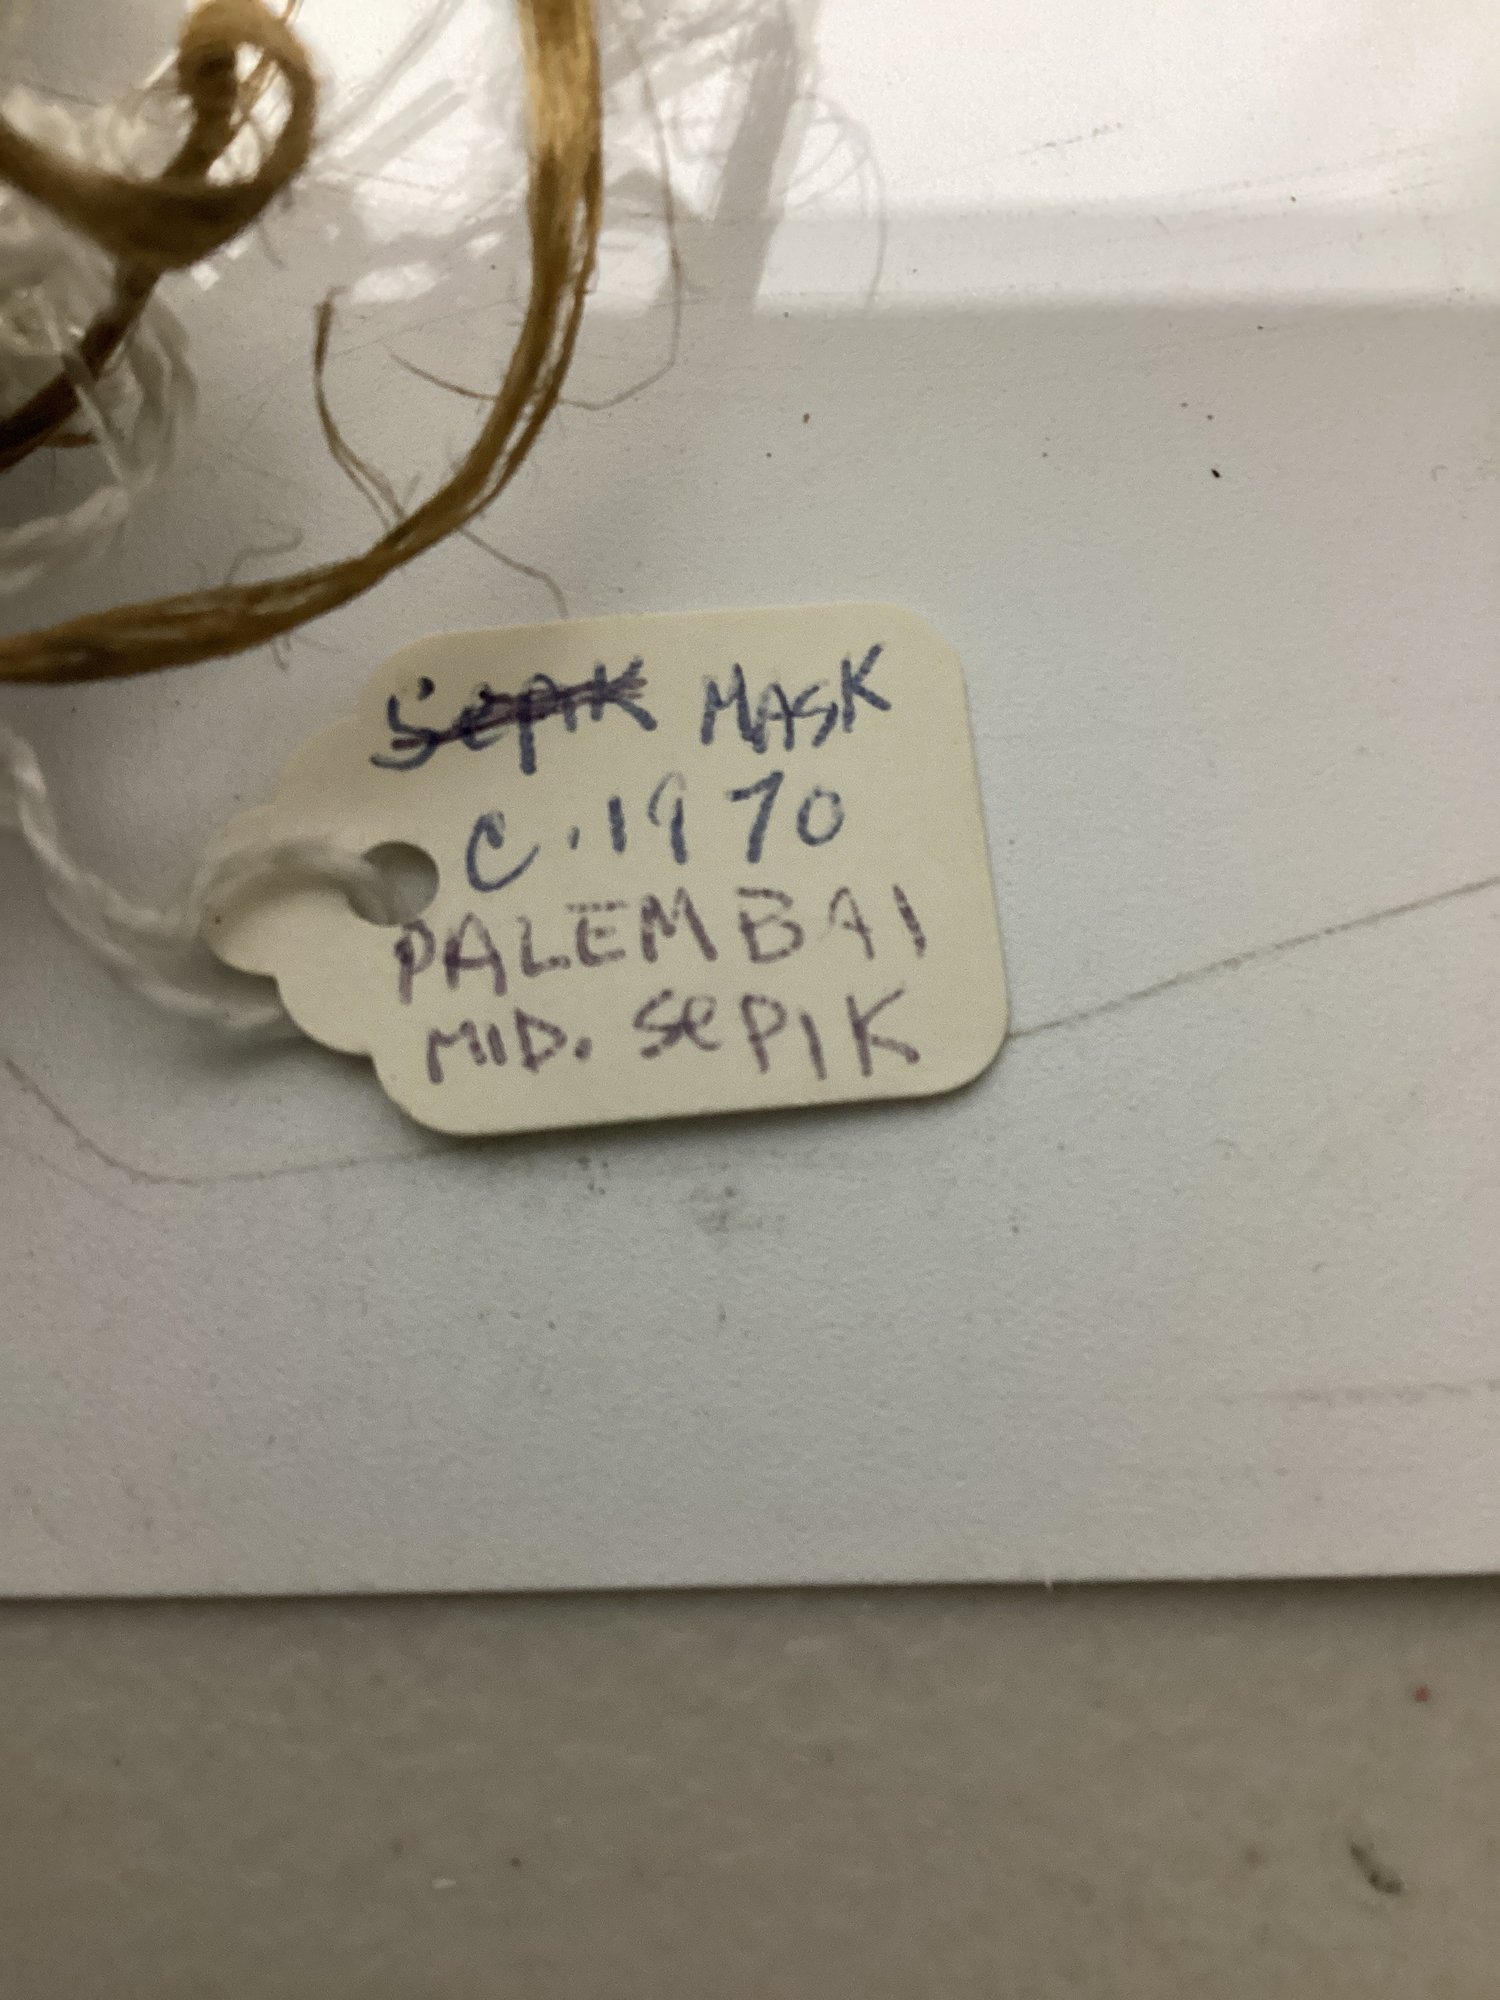 Sepik MASK
C. 1970
PALEMBAI
MID. SePIK